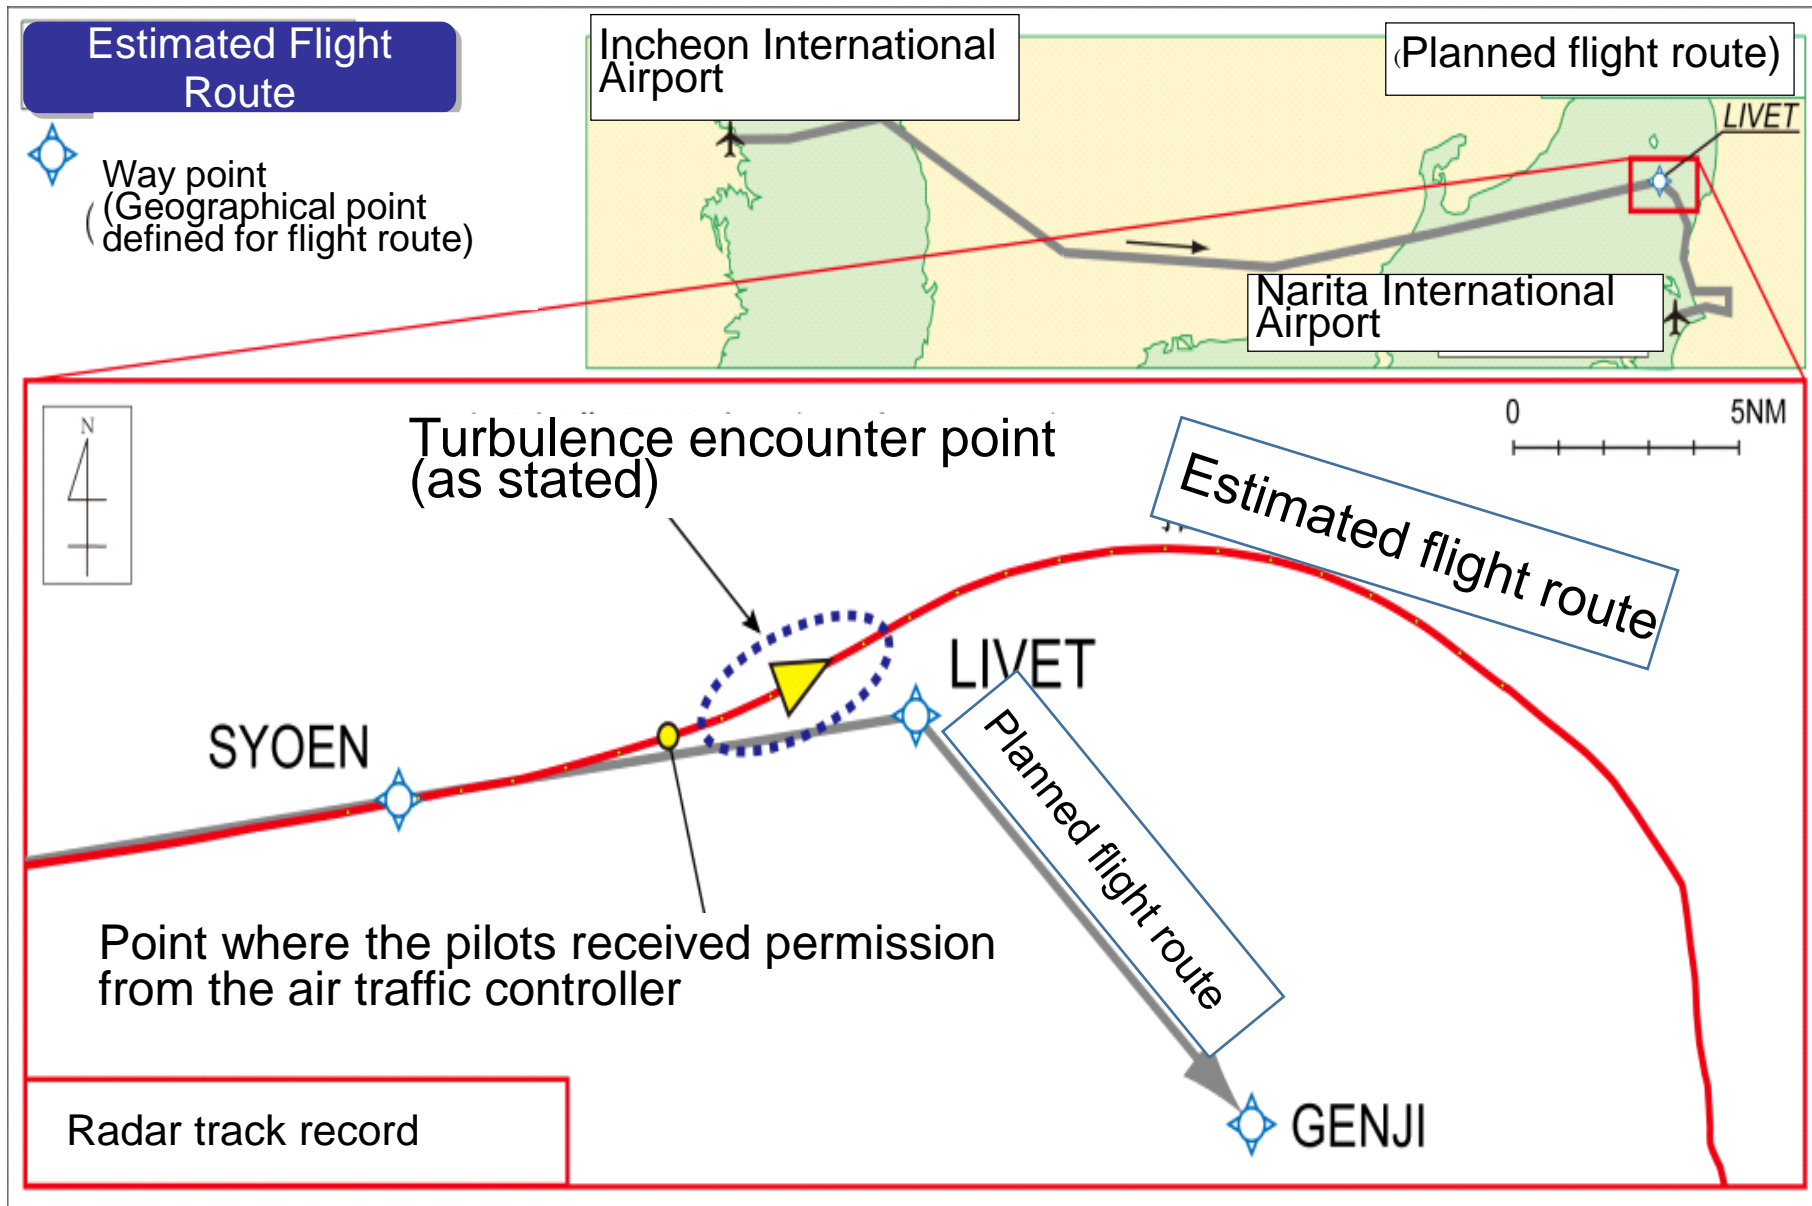 Estimated Flight
Route
Incheon International
Airport
(Planned flight route)
LIVET
Way point
(Geographical point
defined for flight route)
Narita International
Airport
N
Turbulence encounter point
(as stated)
0 5NM
Estimated flight route
LIVET
SYOEN
Planned flight route
Point where the pilots received permission
from the air traffic controller
Radar track record
GENJI